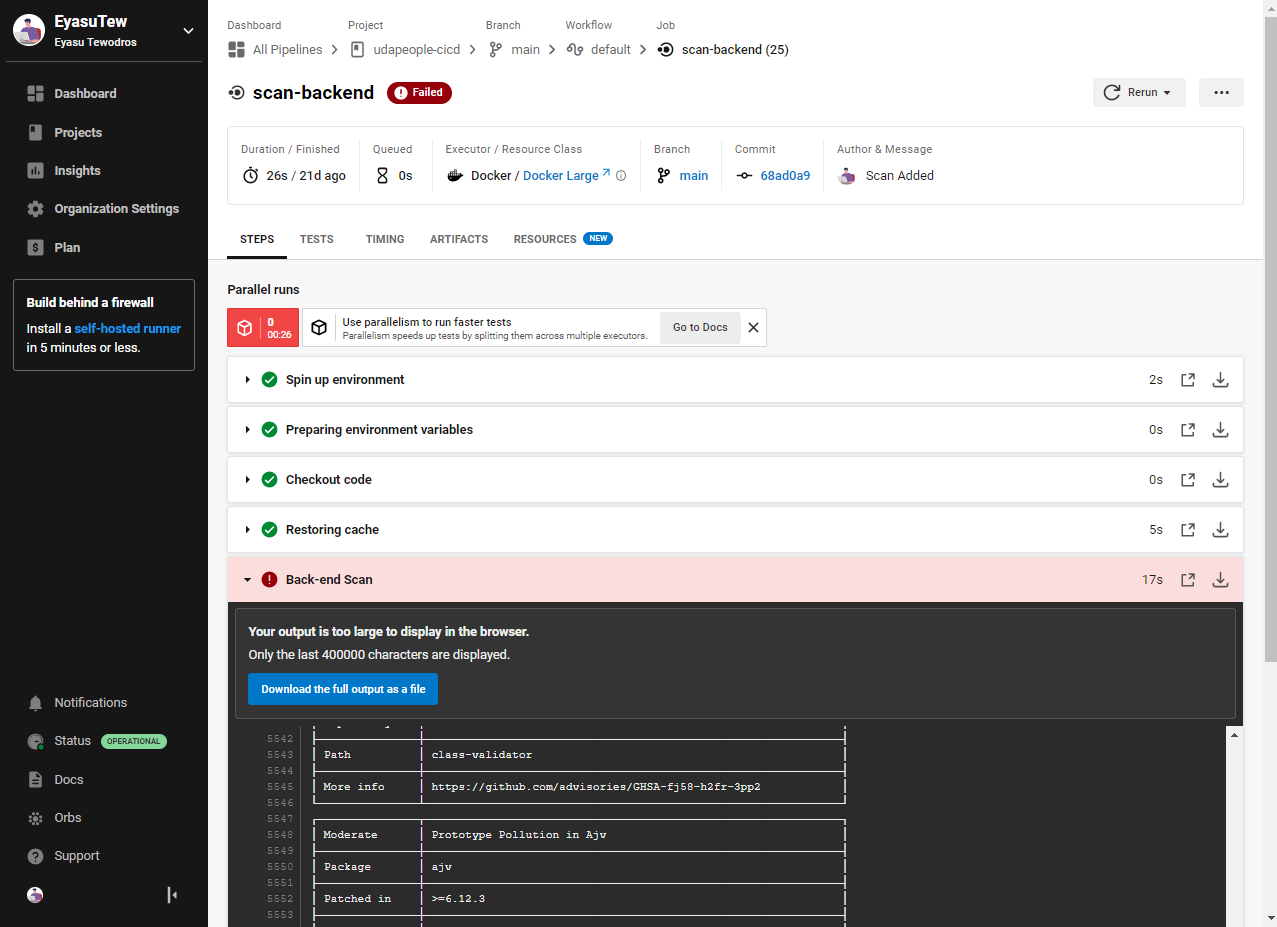 EyasuTew
Eyasu Tewodros
Dashboard
Projects
Insights
Organization Settings
Plan
Build behind a firewall
Install a self-hosted runner
in 5 minutes or less.
Notifications
Status OPERATIONAL
Docs
Orbs
Support
Dashboard Project Branch Workflow Job
All Pipelines udapeople-cicd main default scan-backend (25)
scan-backend Failed
Rerun
Duration / Finished Queued Executor / Resource Class Branch Commit Author & Message
26s / 21d ago 0s Docker / Docker Large main 68ad0a9 Scan Added
STEPS TESTS TIMING ARTIFACTS RESOURCES NEW
Parallel runs
0
00:26
Use parallelism to run faster tests
Parallelism speeds up tests by splitting them across multiple executors.
Go to Docs
Spin up environment 2s
Preparing environment variables 0s
Checkout code 0s
Restoring cache 5s
Back-end Scan 17s
Your output is too large to display in the browser.
Only the last 400000 characters are displayed.
Download the full output as a file
5542
5543 Path class-validator
5544
5545 More info https://github.com/advisories/GHSA-fj58-h2fr-3pp2
5546
5547
5548 Moderate Prototype Pollution in Ajv
5549
5550 Package ajv
5551
5552 Patched in >=6.12.3
5553